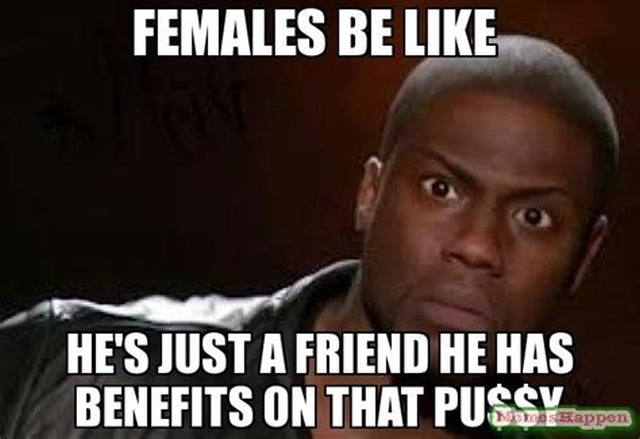 FEMALES BE LIKE
HE'S JUST A FRIEND HE HAS
BENEFITS ON THAT PU$$Y
MemesHappen